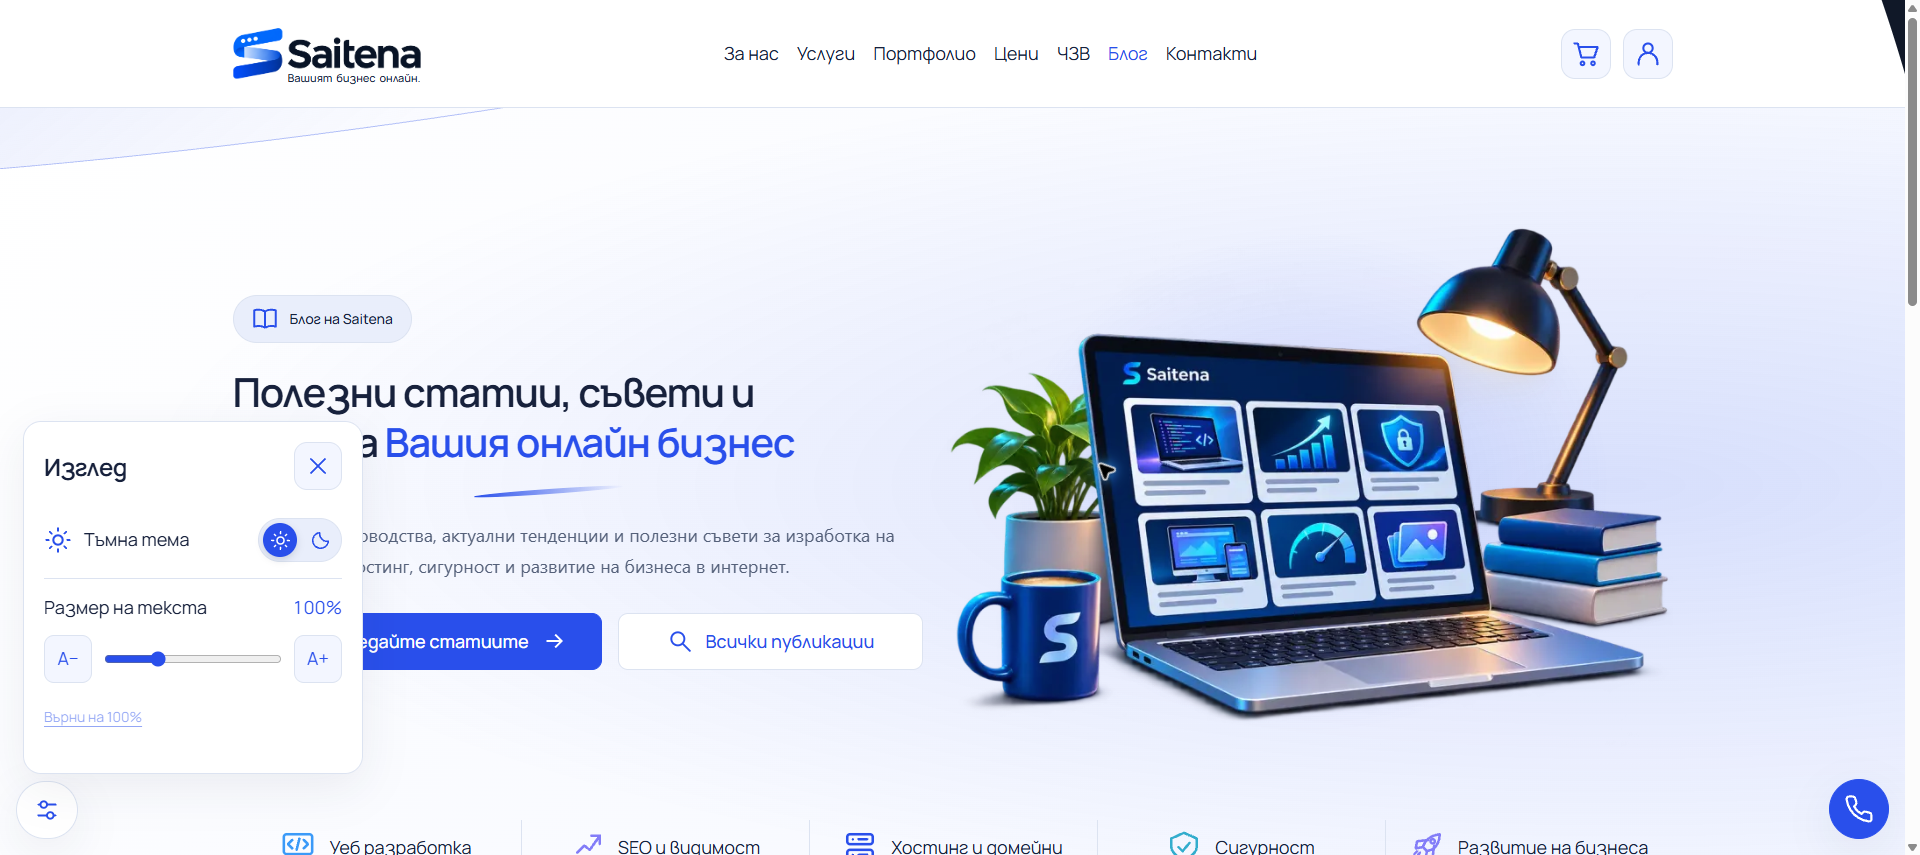 Saitena
Вашият бизнес онлайн.
За нас
Услуги
Портфолио
Цени
ЧЗВ
Блог
Контакти
Блог на Saitena
Полезни статии, съвети и
а Вашия онлайн бизнес
оводства, актуални тенденции и полезни съвети за изработка на
остинг, сигурност и развитие на бизнеса в интернет.
едайте статиите
Всички публикации
Изглед
Тъмна тема
Размер на текста
100%
A−
A+
Върни на 100%
Saitena
S
Уеб разработка
SEO и видимост
Хостинг и домейни
Сигурност
Развитие на бизнеса